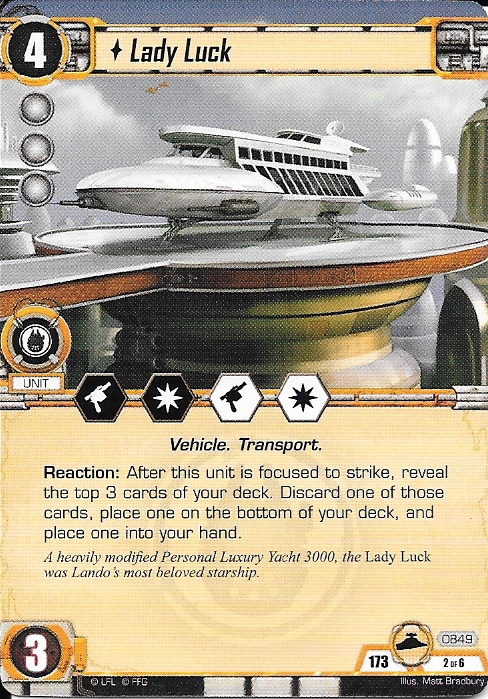 4
Lady Luck
UNIT
Vehicle. Transport.
Reaction: After this unit is focused to strike, reveal
the top 3 cards of your deck. Discard one of those
cards, place one on the bottom of your deck, and
place one into your hand.
A heavily modified Personal Luxury Yacht 3000, the Lady Luck
was Lando's most beloved starship.
3
0849
173
2 OF 6
© LFL © FFG
Illus. Matt Bradbury